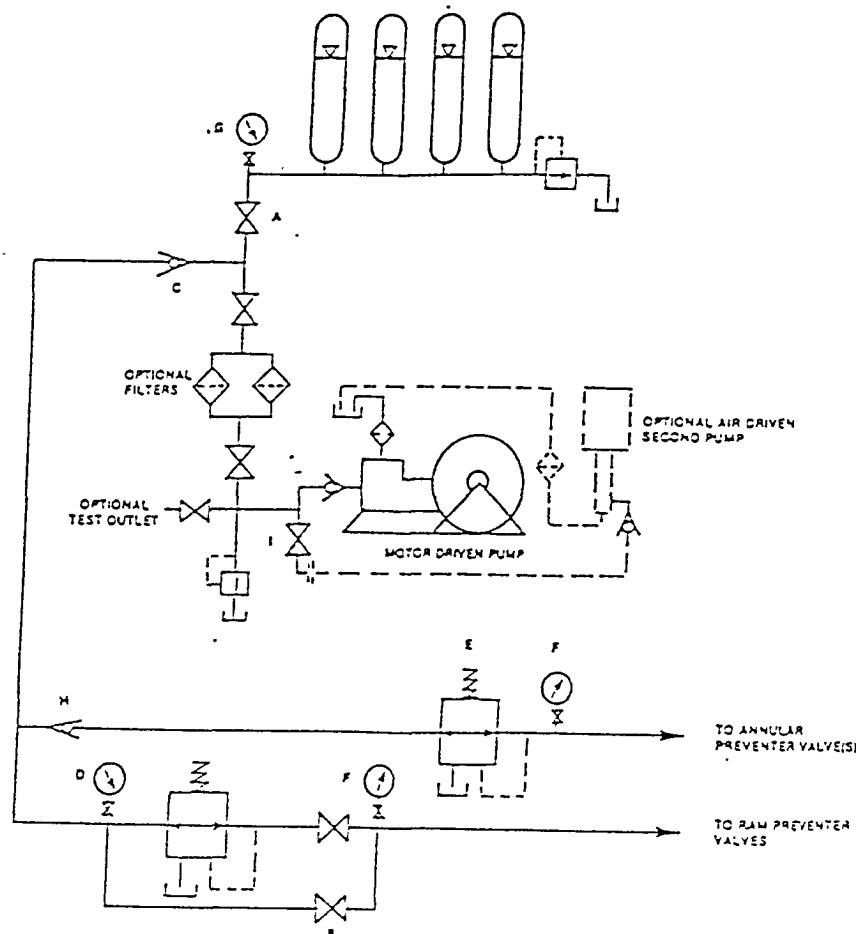 G
A
C
OPTIONAL
FILTERS
OPTIONAL AIR DRIVEN
SECOND PUMP
OPTIONAL
TEST OUTLET
I
MOTOR DRIVEN PUMP
E
F
H
TO ANNULAR
PREVENTER VALVE(S)
D
F
TO RAM PREVENTER
VALVES